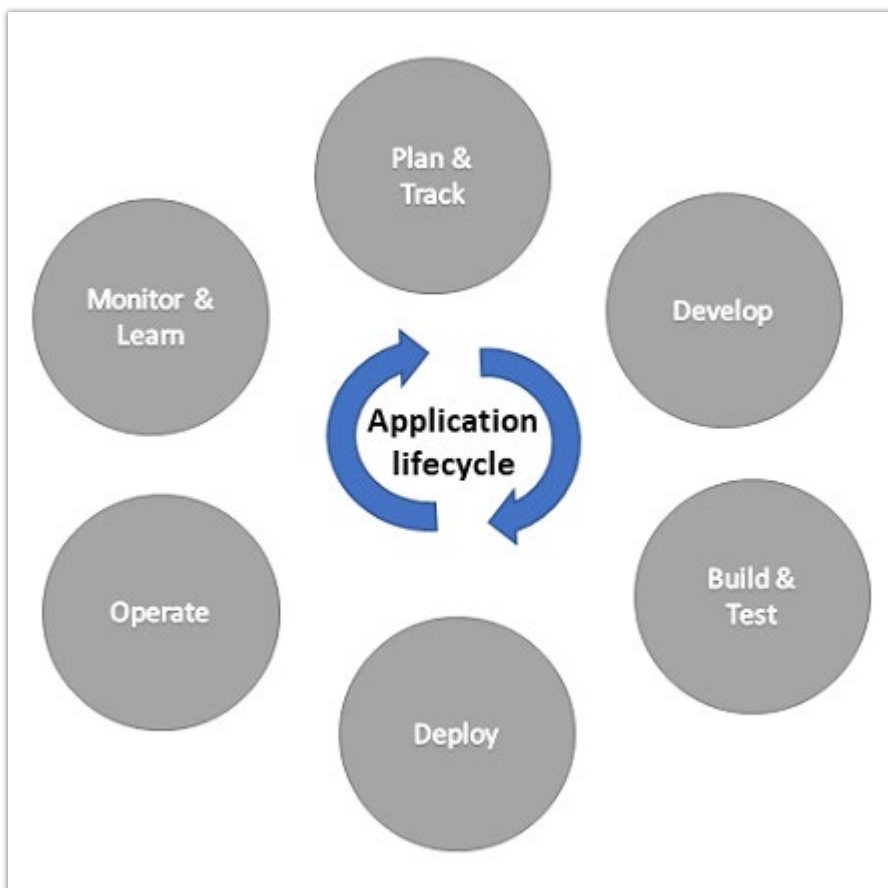 Plan &
Track
Develop
Build &
Test
Deploy
Operate
Monitor &
Learn
Application
lifecycle